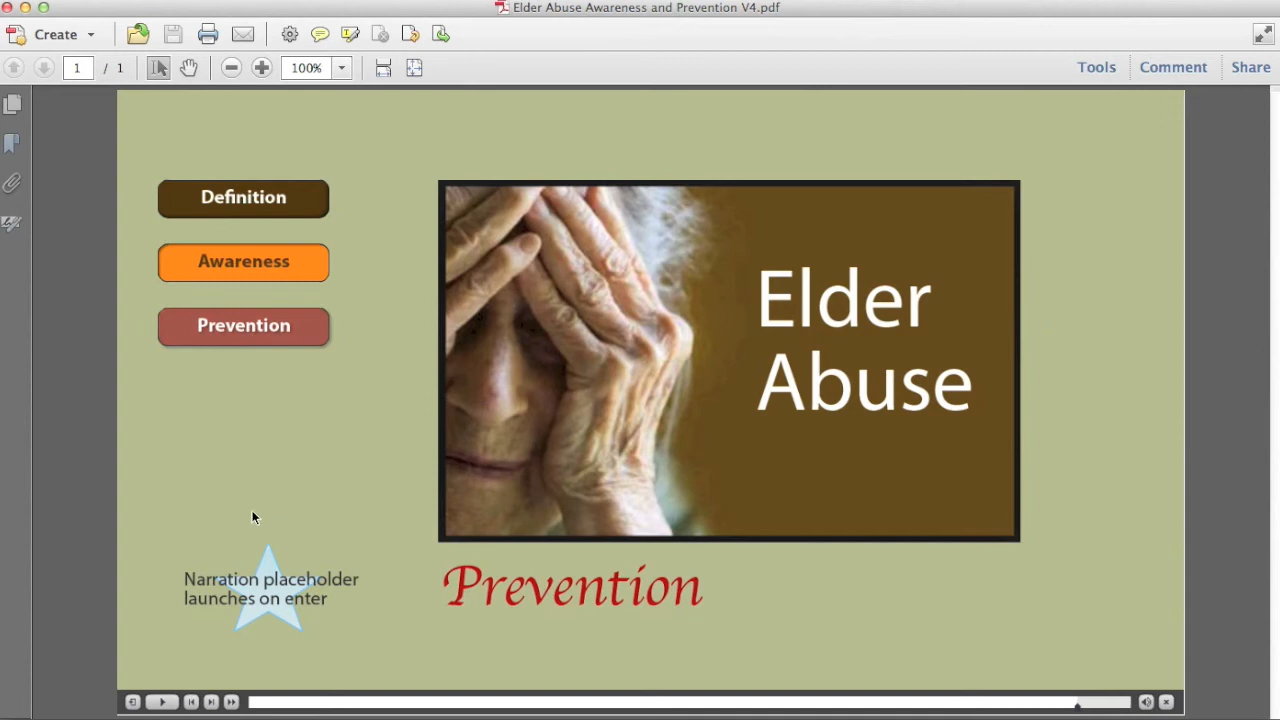 Elder Abuse Awareness and Prevention V4.pdf
Create
1 / 1 100% Tools Comment Share
Definition
Awareness
Prevention
Elder
Abuse
Narration placeholder
launches on enter
Prevention